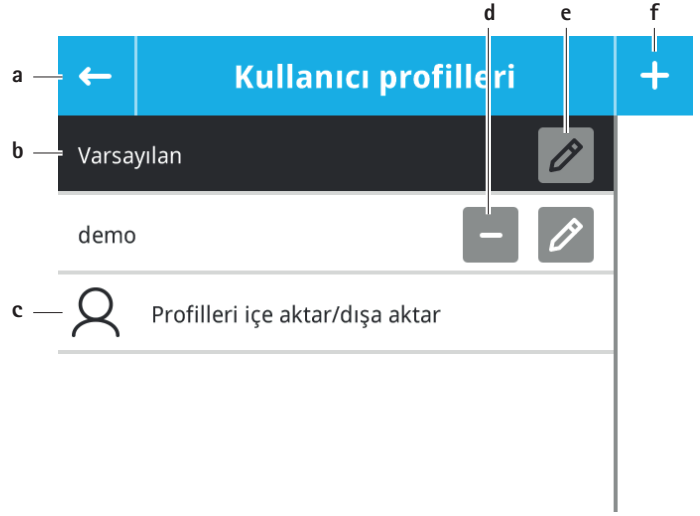 d e f
a Kullanıcı profilleri
b Varsayılan
demo
c Profilleri içe aktar/dışa aktar